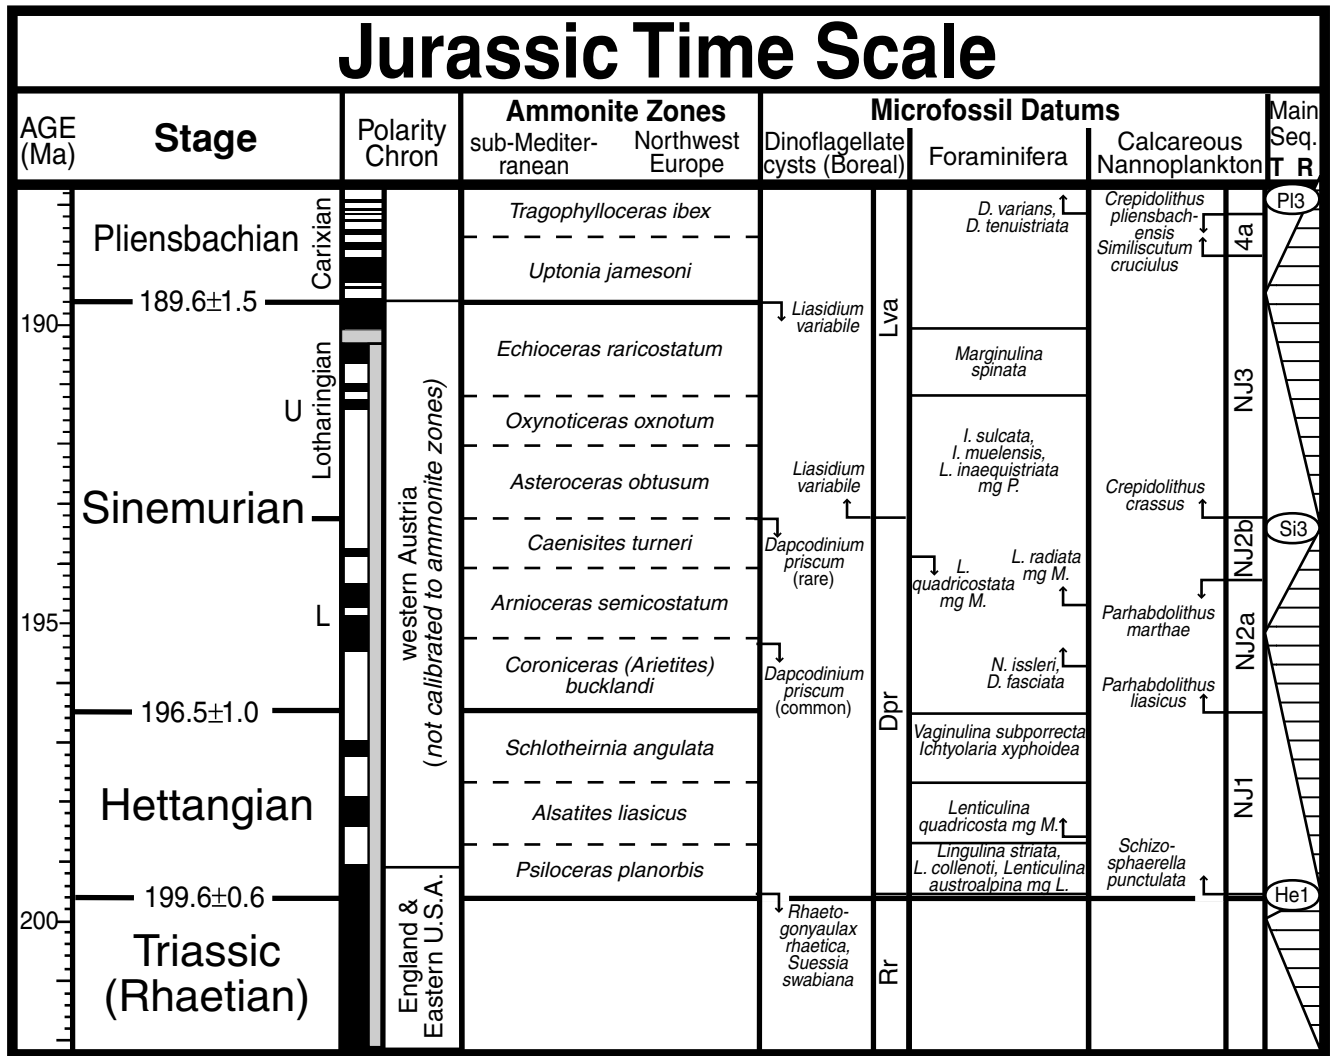 Jurassic Time Scale
AGE
(Ma)
Stage
Polarity
Chron
Ammonite Zones
sub-Mediter-
ranean
Northwest
Europe
Microfossil Datums
Dinoflagellate
cysts (Boreal)
Foraminifera
Calcareous
Nannoplankton
Main
Seq.
T R
190
195
200
Pliensbachian
Carixian
189.6±1.5
Lotharingian
U
Sinemurian
L
196.5±1.0
Hettangian
199.6±0.6
Triassic
(Rhaetian)
western Austria
(not calibrated to ammonite zones)
England &
Eastern U.S.A.
Tragophylloceras ibex
Uptonia jamesoni
Echioceras raricostatum
Oxynoticeras oxnotum
Asteroceras obtusum
Caenisites turneri
Arnioceras semicostatum
Coroniceras (Arietites)
bucklandi
Schlotheirnia angulata
Alsatites liasicus
Psiloceras planorbis
Liasidium
variabile
Liasidium
variabile
Dapcodinium
priscum
(rare)
Dapcodinium
priscum
(common)
Rhaeto-
gonyaulax
rhaetica,
Suessia
swabiana
Lva
Dpr
Rr
D. varians,
D. tenuistriata
Marginulina
spinata
I. sulcata,
I. muelensis,
L. inaequistriata
mg P.
L.
quadricostata
mg M.
L. radiata
mg M.
N. issleri,
D. fasciata
Vaginulina subporrecta
Ichtyolaria xyphoidea
Lenticulina
quadricosta mg M.
Lingulina striata,
L. collenoti, Lenticulina
austroalpina mg L.
Crepidolithus
pliensbach-
ensis
Similiscutum
cruciulus
Crepidolithus
crassus
Parhabdolithus
marthae
Parhabdolithus
liasicus
Schizo-
sphaerella
punctulata
4a
NJ3
NJ2b
NJ2a
NJ1
Pl3
Si3
He1